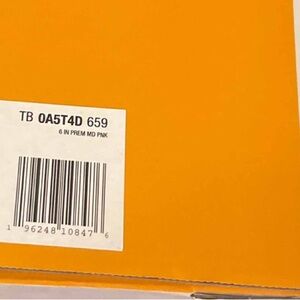 TB 0A5T4D 659
6 IN PREM MD PNK
1 96248 10847 6